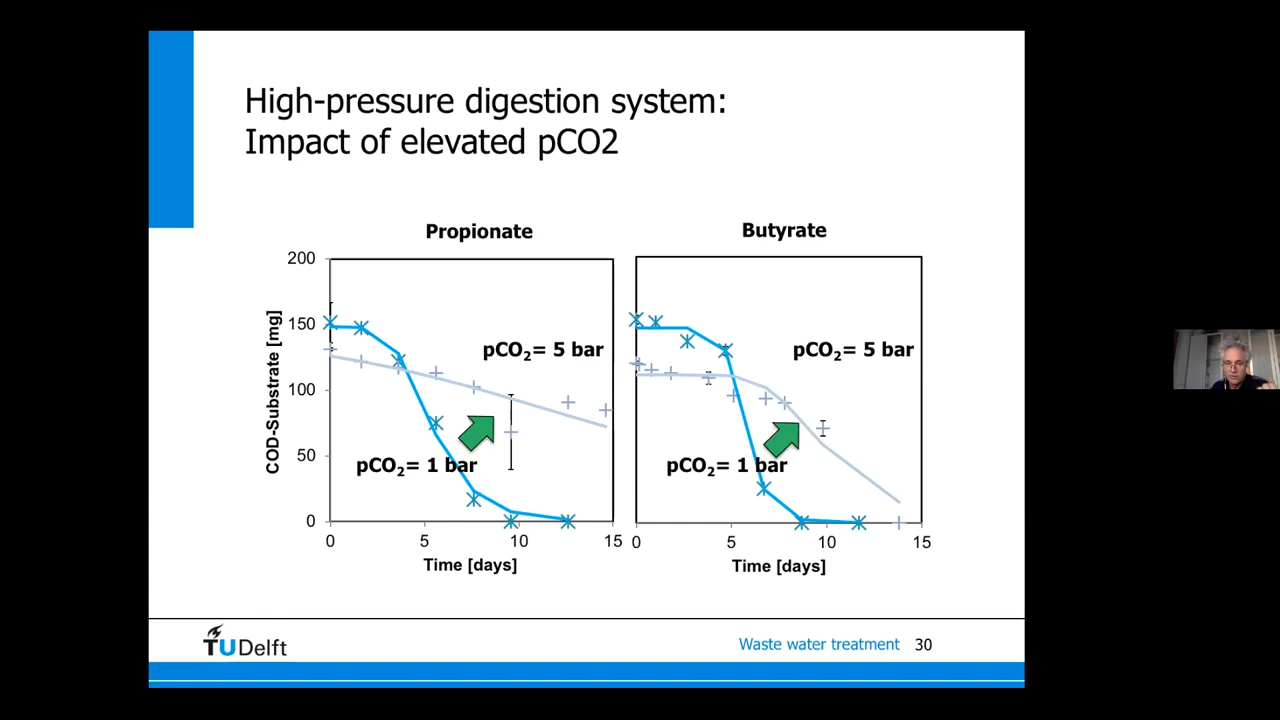 High-pressure digestion system:
Impact of elevated pCO2
Propionate
Butyrate
200
150
100
50
0
COD-Substrate [mg]
pCO₂= 5 bar
pCO₂= 1 bar
0 5 10 15
Time [days]
pCO₂= 5 bar
pCO₂= 1 bar
0 5 10 15
Time [days]
TUDelft
Waste water treatment 30